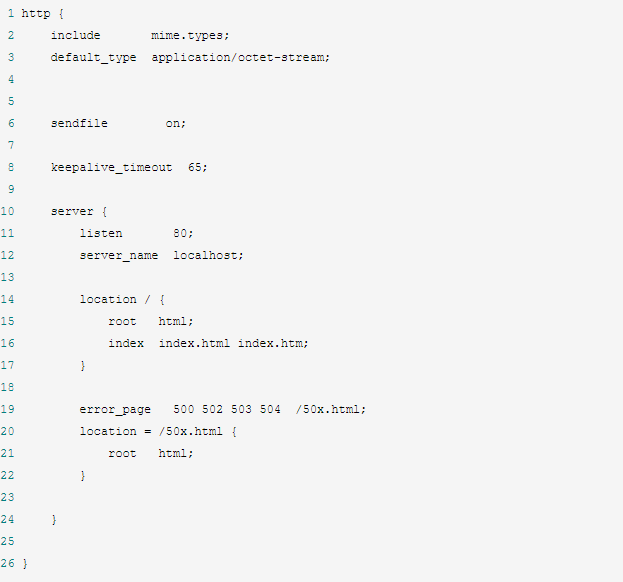 1 http {
2     include       mime.types;
3     default_type  application/octet-stream;
4
5
6     sendfile        on;
7
8     keepalive_timeout  65;
9
10     server {
11         listen       80;
12         server_name  localhost;
13
14         location / {
15             root   html;
16             index  index.html index.htm;
17         }
18
19         error_page   500 502 503 504  /50x.html;
20         location = /50x.html {
21             root   html;
22         }
23
24     }
25
26 }